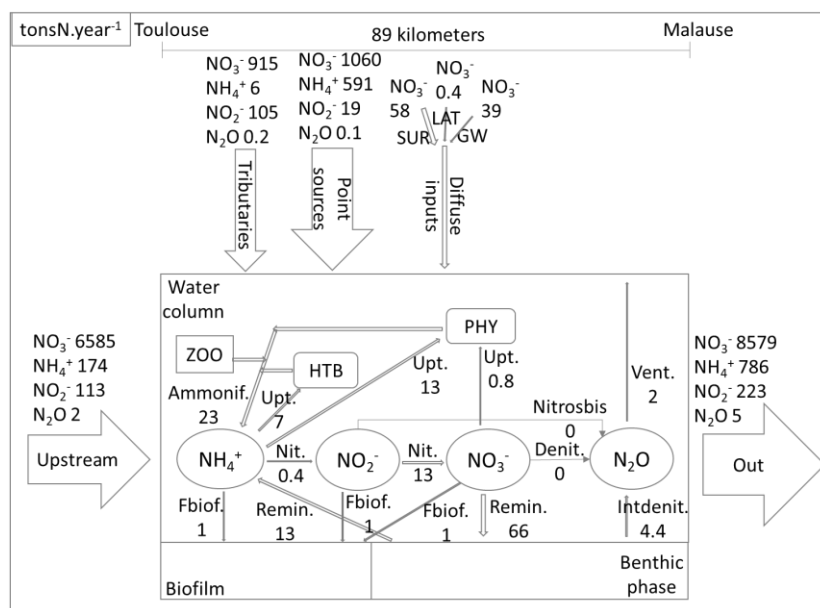 tonsN.year⁻¹ Toulouse Malause
89 kilometers
NO₃⁻ 915
NH₄⁺ 6
NO₂⁻ 105
N₂O 0.2
Tributaries
NO₃⁻ 1060
NH₄⁺ 591
NO₂⁻ 19
N₂O 0.1
Point
sources
NO₃⁻
58
SUR
NO₃⁻
0.4
LAT
NO₃⁻
39
GW
Diffuse
inputs
NO₃⁻ 6585
NH₄⁺ 174
NO₂⁻ 113
N₂O 2
Upstream
Water
column
ZOO
HTB
PHY
Ammonif.
23
Upt.
7
Upt.
13
Upt.
0.8
Vent.
2
Nitrosbis
0
NH₄⁺
Nit.
0.4
NO₂⁻
Nit.
13
NO₃⁻
Denit.
0
N₂O
Fbiof.
1
Remin.
13
Fbiof.
1
Fbiof.
1
Remin.
66
Intdenit.
4.4
Biofilm
Benthic
phase
NO₃⁻ 8579
NH₄⁺ 786
NO₂⁻ 223
N₂O 5
Out